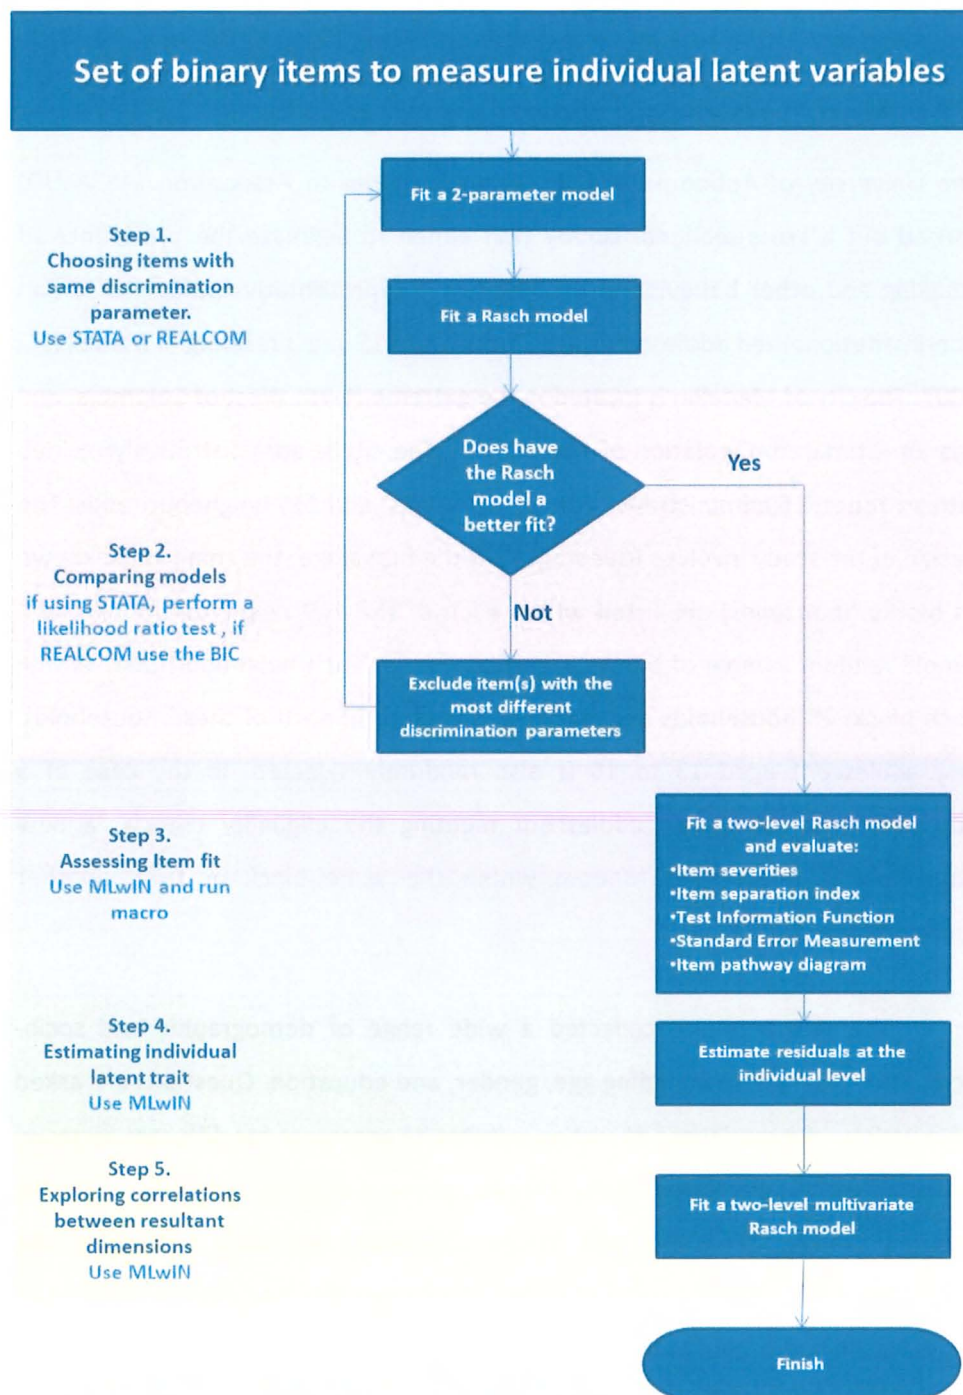 Set of binary items to measure individual latent variables
Fit a 2-parameter model
Step 1.
Choosing items with
same discrimination
parameter.
Use STATA or REALCOM
Fit a Rasch model
Does have
the Rasch
model a
better fit?
Yes
Step 2.
Comparing models
if using STATA, perform a
likelihood ratio test , if
REALCOM use the BIC
Not
Exclude item(s) with the
most different
discrimination parameters
Step 3.
Assessing Item fit
Use MLwIN and run
macro
Fit a two-level Rasch model
and evaluate:
•Item severities
•Item separation index
•Test Information Function
•Standard Error Measurement
•Item pathway diagram
Step 4.
Estimating individual
latent trait
Use MLwIN
Estimate residuals at the
individual level
Step 5.
Exploring correlations
between resultant
dimensions
Use MLwIN
Fit a two-level multivariate
Rasch model
Finish